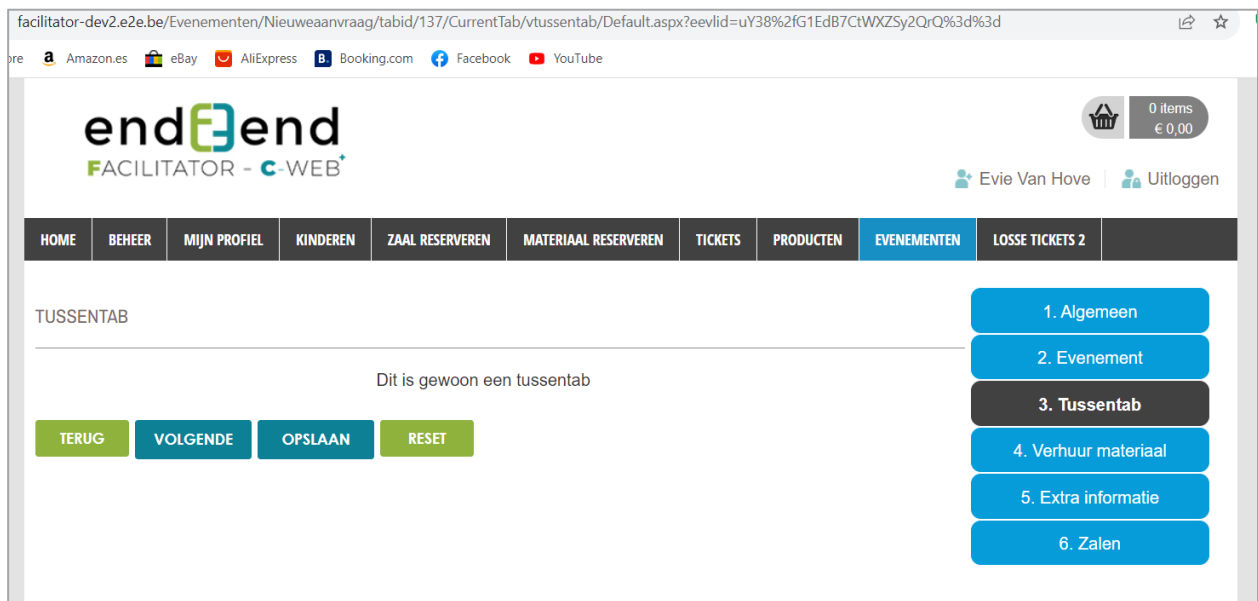 facilitator-dev2.e2e.be/Evenementen/Nieuweaanvraag/tabid/137/CurrentTab/vtussentab/Default.aspx?eevlid=uY38%2fG1EdB7CtWXZSy2QrQ%3d%3d
re a Amazon.es eBay AliExpress B. Booking.com Facebook YouTube
endEend
FACILITATOR - C-WEB+
0 items
€ 0,00
Evie Van Hove Uitloggen
HOME BEHEER MIJN PROFIEL KINDEREN ZAAL RESERVEREN MATERIAAL RESERVEREN TICKETS PRODUCTEN EVENEMENTEN LOSSE TICKETS 2
TUSSENTAB
Dit is gewoon een tussentab
TERUG VOLGENDE OPSLAAN RESET
1. Algemeen
2. Evenement
3. Tussentab
4. Verhuur materiaal
5. Extra informatie
6. Zalen